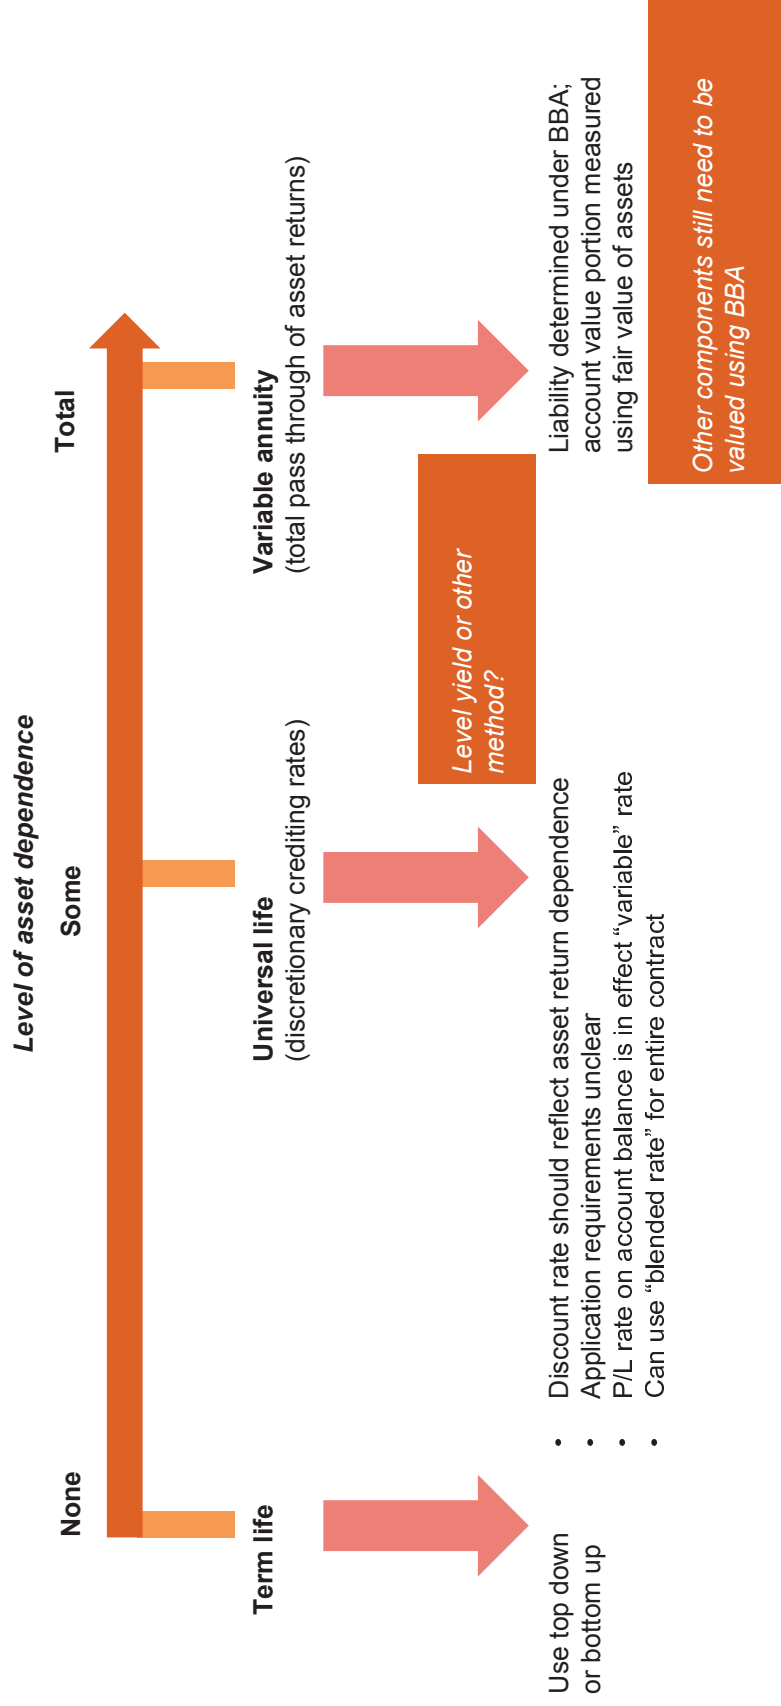 Level of asset dependence
None
Some
Total
Term life
Universal life
(discretionary crediting rates)
Variable annuity
(total pass through of asset returns)
Level yield or other
method?
Use top down
or bottom up
• Discount rate should reflect asset return dependence
• Application requirements unclear
• P/L rate on account balance is in effect “variable” rate
• Can use “blended rate” for entire contract
Liability determined under BBA;
account value portion measured
using fair value of assets
Other components still need to be
valued using BBA